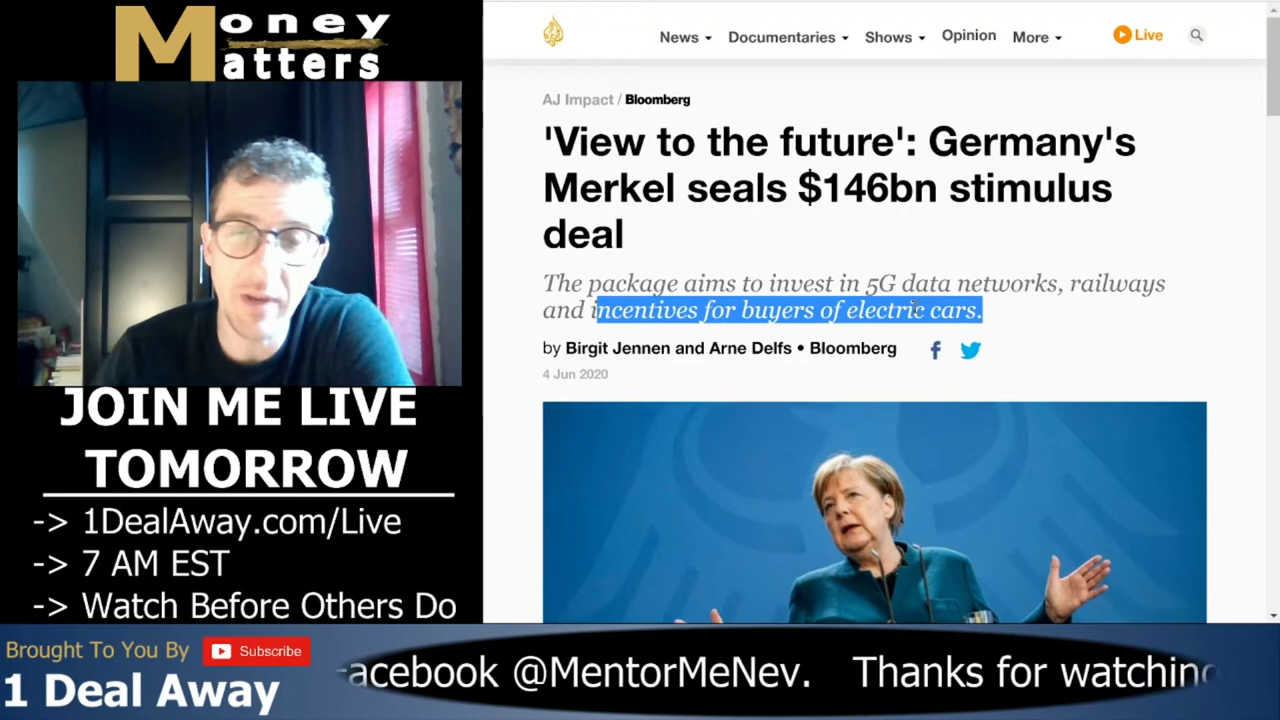 Money
Matters
JOIN ME LIVE
TOMORROW
-> 1DealAway.com/Live
-> 7 AM EST
-> Watch Before Others Do
News
Documentaries
Shows
Opinion
More
Live
AJ Impact / Bloomberg
'View to the future': Germany's
Merkel seals $146bn stimulus
deal
The package aims to invest in 5G data networks, railways
and incentives for buyers of electric cars.
by Birgit Jennen and Arne Delfs • Bloomberg
4 Jun 2020
Brought To You By
Subscribe
1 Deal Away
acebook @MentorMeNev. Thanks for watching